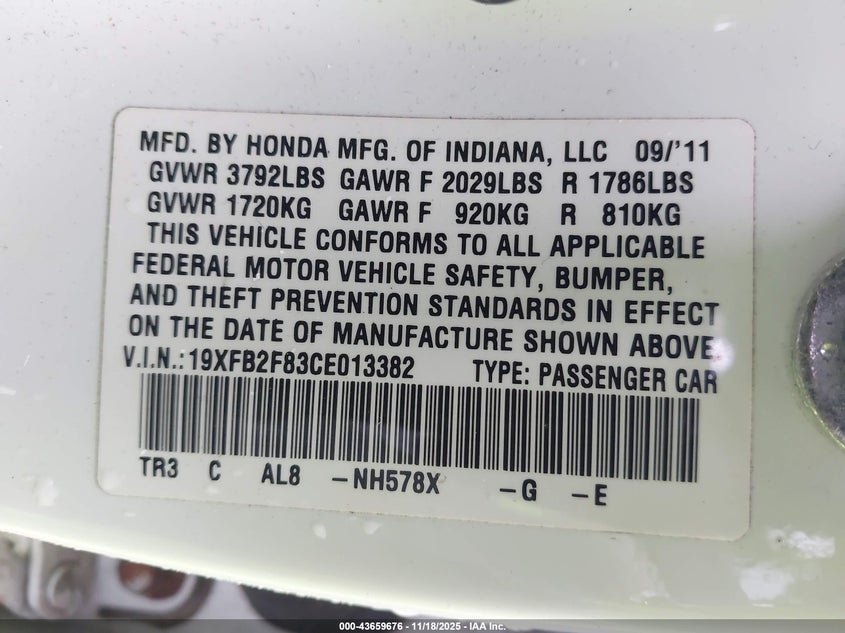 MFD. BY HONDA MFG. OF INDIANA, LLC 09/'11
GVWR 3792LBS GAWR F 2029LBS R 1786LBS
GVWR 1720KG GAWR F 920KG R 810KG
THIS VEHICLE CONFORMS TO ALL APPLICABLE
FEDERAL MOTOR VEHICLE SAFETY, BUMPER,
AND THEFT PREVENTION STANDARDS IN EFFECT
ON THE DATE OF MANUFACTURE SHOWN ABOVE.
V.I.N.:19XFB2F83CE013382 TYPE: PASSENGER CAR
TR3 C AL8 -NH578X -G -E
000-43659676 | 11/18/2025 | IAA Inc.